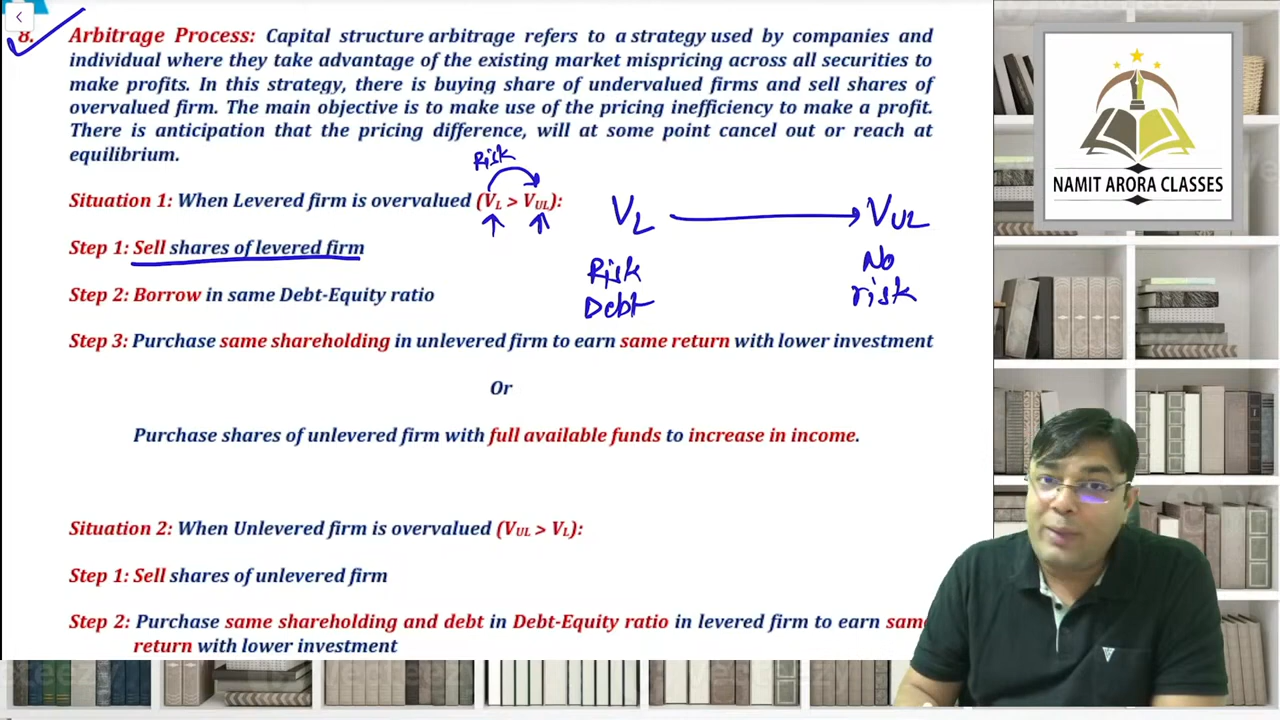 8. Arbitrage Process: Capital structure arbitrage refers to a strategy used by companies and
individual where they take advantage of the existing market mispricing across all securities to
make profits. In this strategy, there is buying share of undervalued firms and sell shares of
overvalued firm. The main objective is to make use of the pricing inefficiency to make a profit.
There is anticipation that the pricing difference, will at some point cancel out or reach at
equilibrium.
Risk
Situation 1: When Levered firm is overvalued (VL > VUL):
VL VUL
Step 1: Sell shares of levered firm
Risk No
Debt risk
Step 2: Borrow in same Debt-Equity ratio
Step 3: Purchase same shareholding in unlevered firm to earn same return with lower investment
Or
Purchase shares of unlevered firm with full available funds to increase in income.
Situation 2: When Unlevered firm is overvalued (VUL > VL):
Step 1: Sell shares of unlevered firm
Step 2: Purchase same shareholding and debt in Debt-Equity ratio in levered firm to earn same
return with lower investment
NAMIT ARORA CLASSES